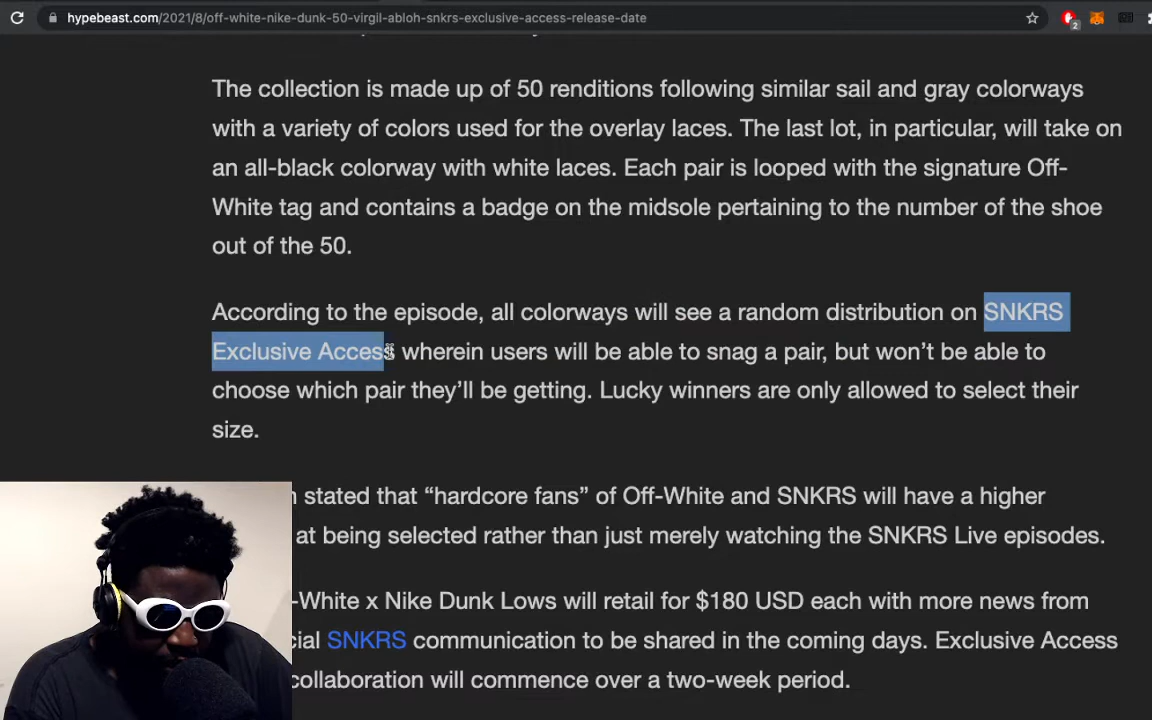 hypebeast.com/2021/8/off-white-nike-dunk-50-virgil-abloh-snkrs-exclusive-access-release-date
2
The collection is made up of 50 renditions following similar sail and gray colorways
with a variety of colors used for the overlay laces. The last lot, in particular, will take on
an all-black colorway with white laces. Each pair is looped with the signature Off-
White tag and contains a badge on the midsole pertaining to the number of the shoe
out of the 50.
According to the episode, all colorways will see a random distribution on SNKRS
Exclusive Access wherein users will be able to snag a pair, but won’t be able to
choose which pair they’ll be getting. Lucky winners are only allowed to select their
size.
stated that “hardcore fans” of Off-White and SNKRS will have a higher
at being selected rather than just merely watching the SNKRS Live episodes.
-White x Nike Dunk Lows will retail for $180 USD each with more news from
SNKRS communication to be shared in the coming days. Exclusive Access
collaboration will commence over a two-week period.